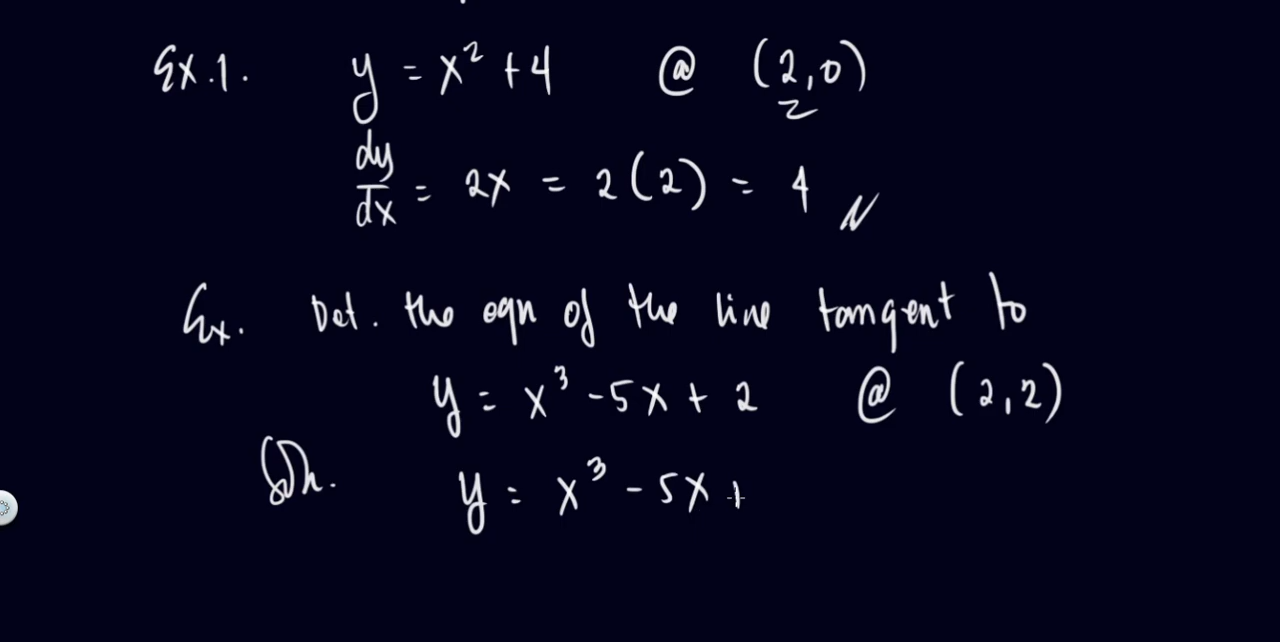 Ex.1. y = x² + 4 @ (2,0)
dy/dx = 2x = 2(2) = 4
Ex. Det. the eqn of the line tangent to
y = x³ - 5x + 2 @ (2,2)
Soln. y = x³ - 5x +